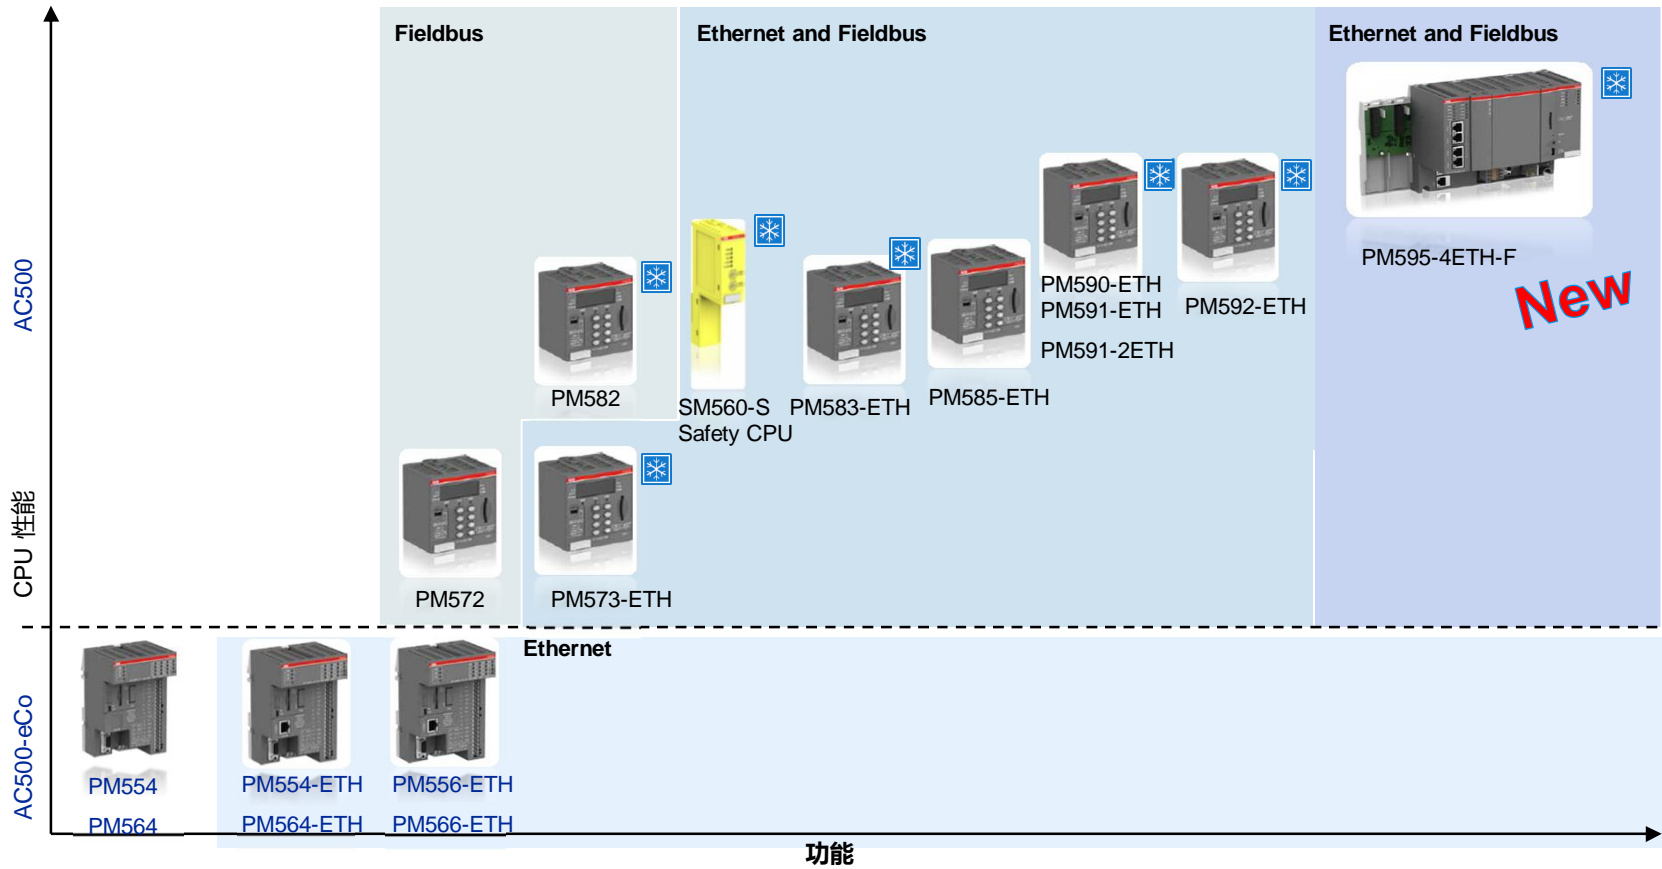 Fieldbus
Ethernet and Fieldbus
Ethernet and Fieldbus
PM595-4ETH-F
New
PM590-ETH
PM591-ETH
PM591-2ETH
PM592-ETH
AC500
PM582
SM560-S
Safety CPU
PM583-ETH
PM585-ETH
CPU 性能
PM572
PM573-ETH
Ethernet
AC500-eCo
PM554
PM564
PM554-ETH
PM564-ETH
PM556-ETH
PM566-ETH
功能